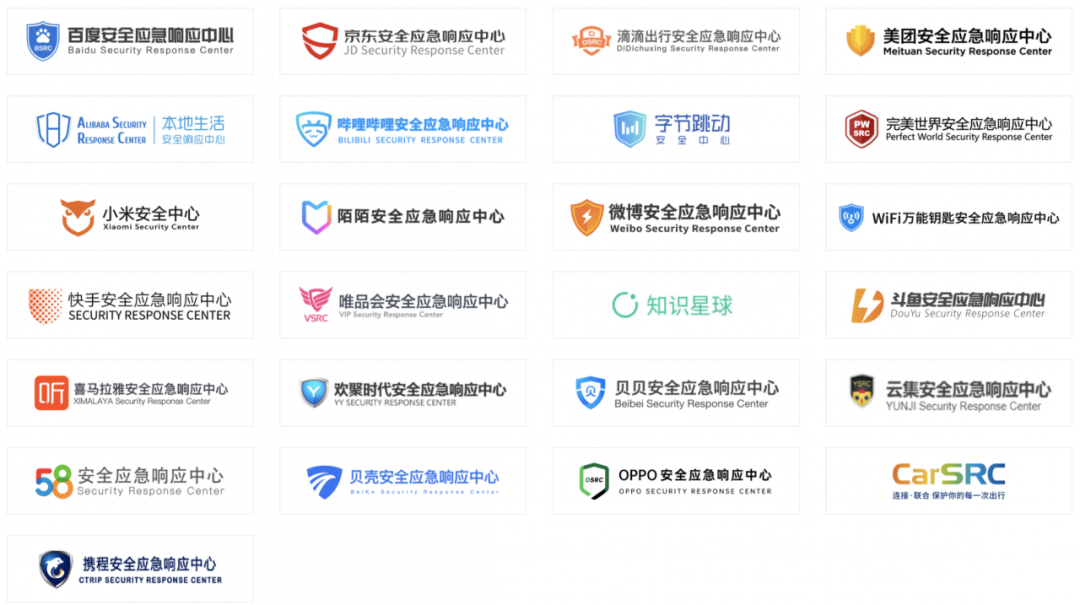 BSRC
百度安全应急响应中心
Baidu Security Response Center
京东安全应急响应中心
JD Security Response Center
DSRC
滴滴出行安全应急响应中心
DiDichuxing Security Response Center
美团安全应急响应中心
Meituan Security Response Center
ALIBABA SECURITY
RESPONSE CENTER
本地生活
安全响应中心
哔哩哔哩安全应急响应中心
BILIBILI SECURITY RESPONSE CENTER
字节跳动
安全中心
PW
SRC
完美世界安全应急响应中心
Perfect World Security Response Center
小米安全中心
Xiaomi Security Center
陌陌安全应急响应中心
微博安全应急响应中心
Weibo Security Response Center
WiFi万能钥匙安全应急响应中心
快手安全应急响应中心
SECURITY RESPONSE CENTER
VSRC
唯品会安全应急响应中心
VIP Security Response Center
知识星球
斗鱼安全应急响应中心
DouYu Security Response Center
听
喜马拉雅安全应急响应中心
XIMALAYA Security Response Center
欢聚时代安全应急响应中心
YY SECURITY RESPONSE CENTER
贝
贝贝安全应急响应中心
Beibei Security Response Center
YSRC
云集安全应急响应中心
YUNJI Security Response Center
58
安全应急响应中心
Security Response Center
贝壳安全应急响应中心
BeiKe Security Response Center
OSRC
OPPO 安全应急响应中心
OPPO SECURITY RESPONSE CENTER
CarSRC
连接·联合 保护你的每一次出行
携程安全应急响应中心
CTRIP SECURITY RESPONSE CENTER